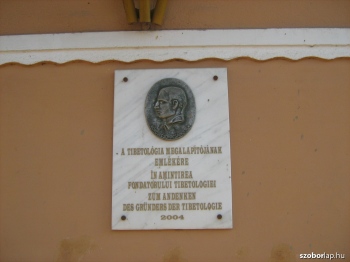 A TIBETOLÓGIA MEGALAPÍTÓJÁNAK
EMLÉKÉRE
ÎN AMINTIREA
FONDATORULUI TIBETOLOGIEI
ZUM ANDENKEN
DES GRÜNDERS DER TIBETOLOGIE
2004
szoborlap.hu